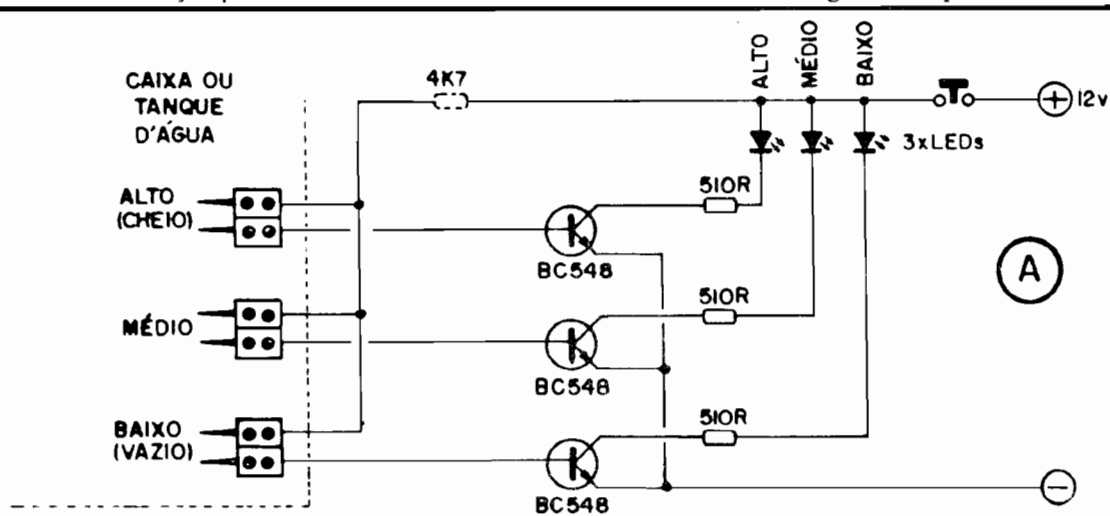 CAIXA OU
TANQUE
D'ÁGUA
4K7
ALTO
MÉDIO
BAIXO
12v
3xLEDs
ALTO
(CHEIO)
510R
BC548
A
MÉDIO
510R
BC548
BAIXO
(VAZIO)
510R
BC548